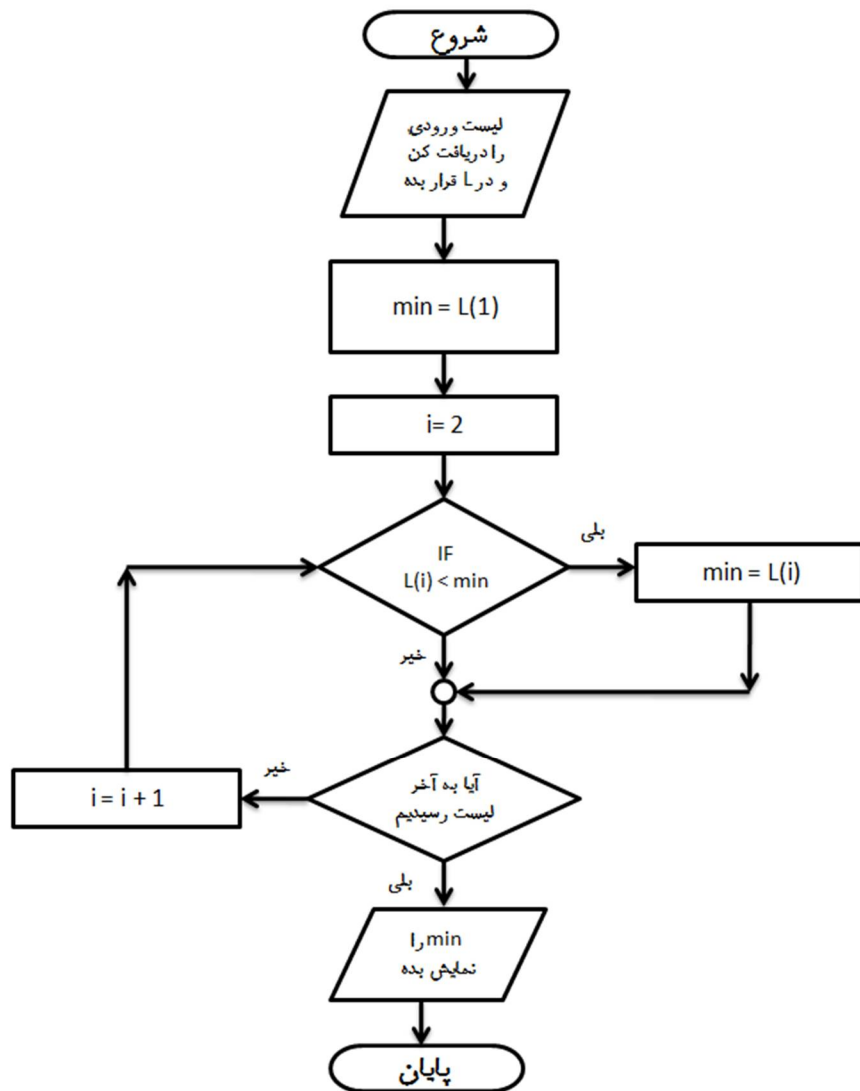 شروع
لیست ورودی
را دریافت کن
و در L قرار بده
min = L(1)
i= 2
IF
L(i) < min
بلی
min = L(i)
خیر
آیا به آخر
لیست رسیدیم
خیر
i = i + 1
بلی
min را
نمایش بده
پایان